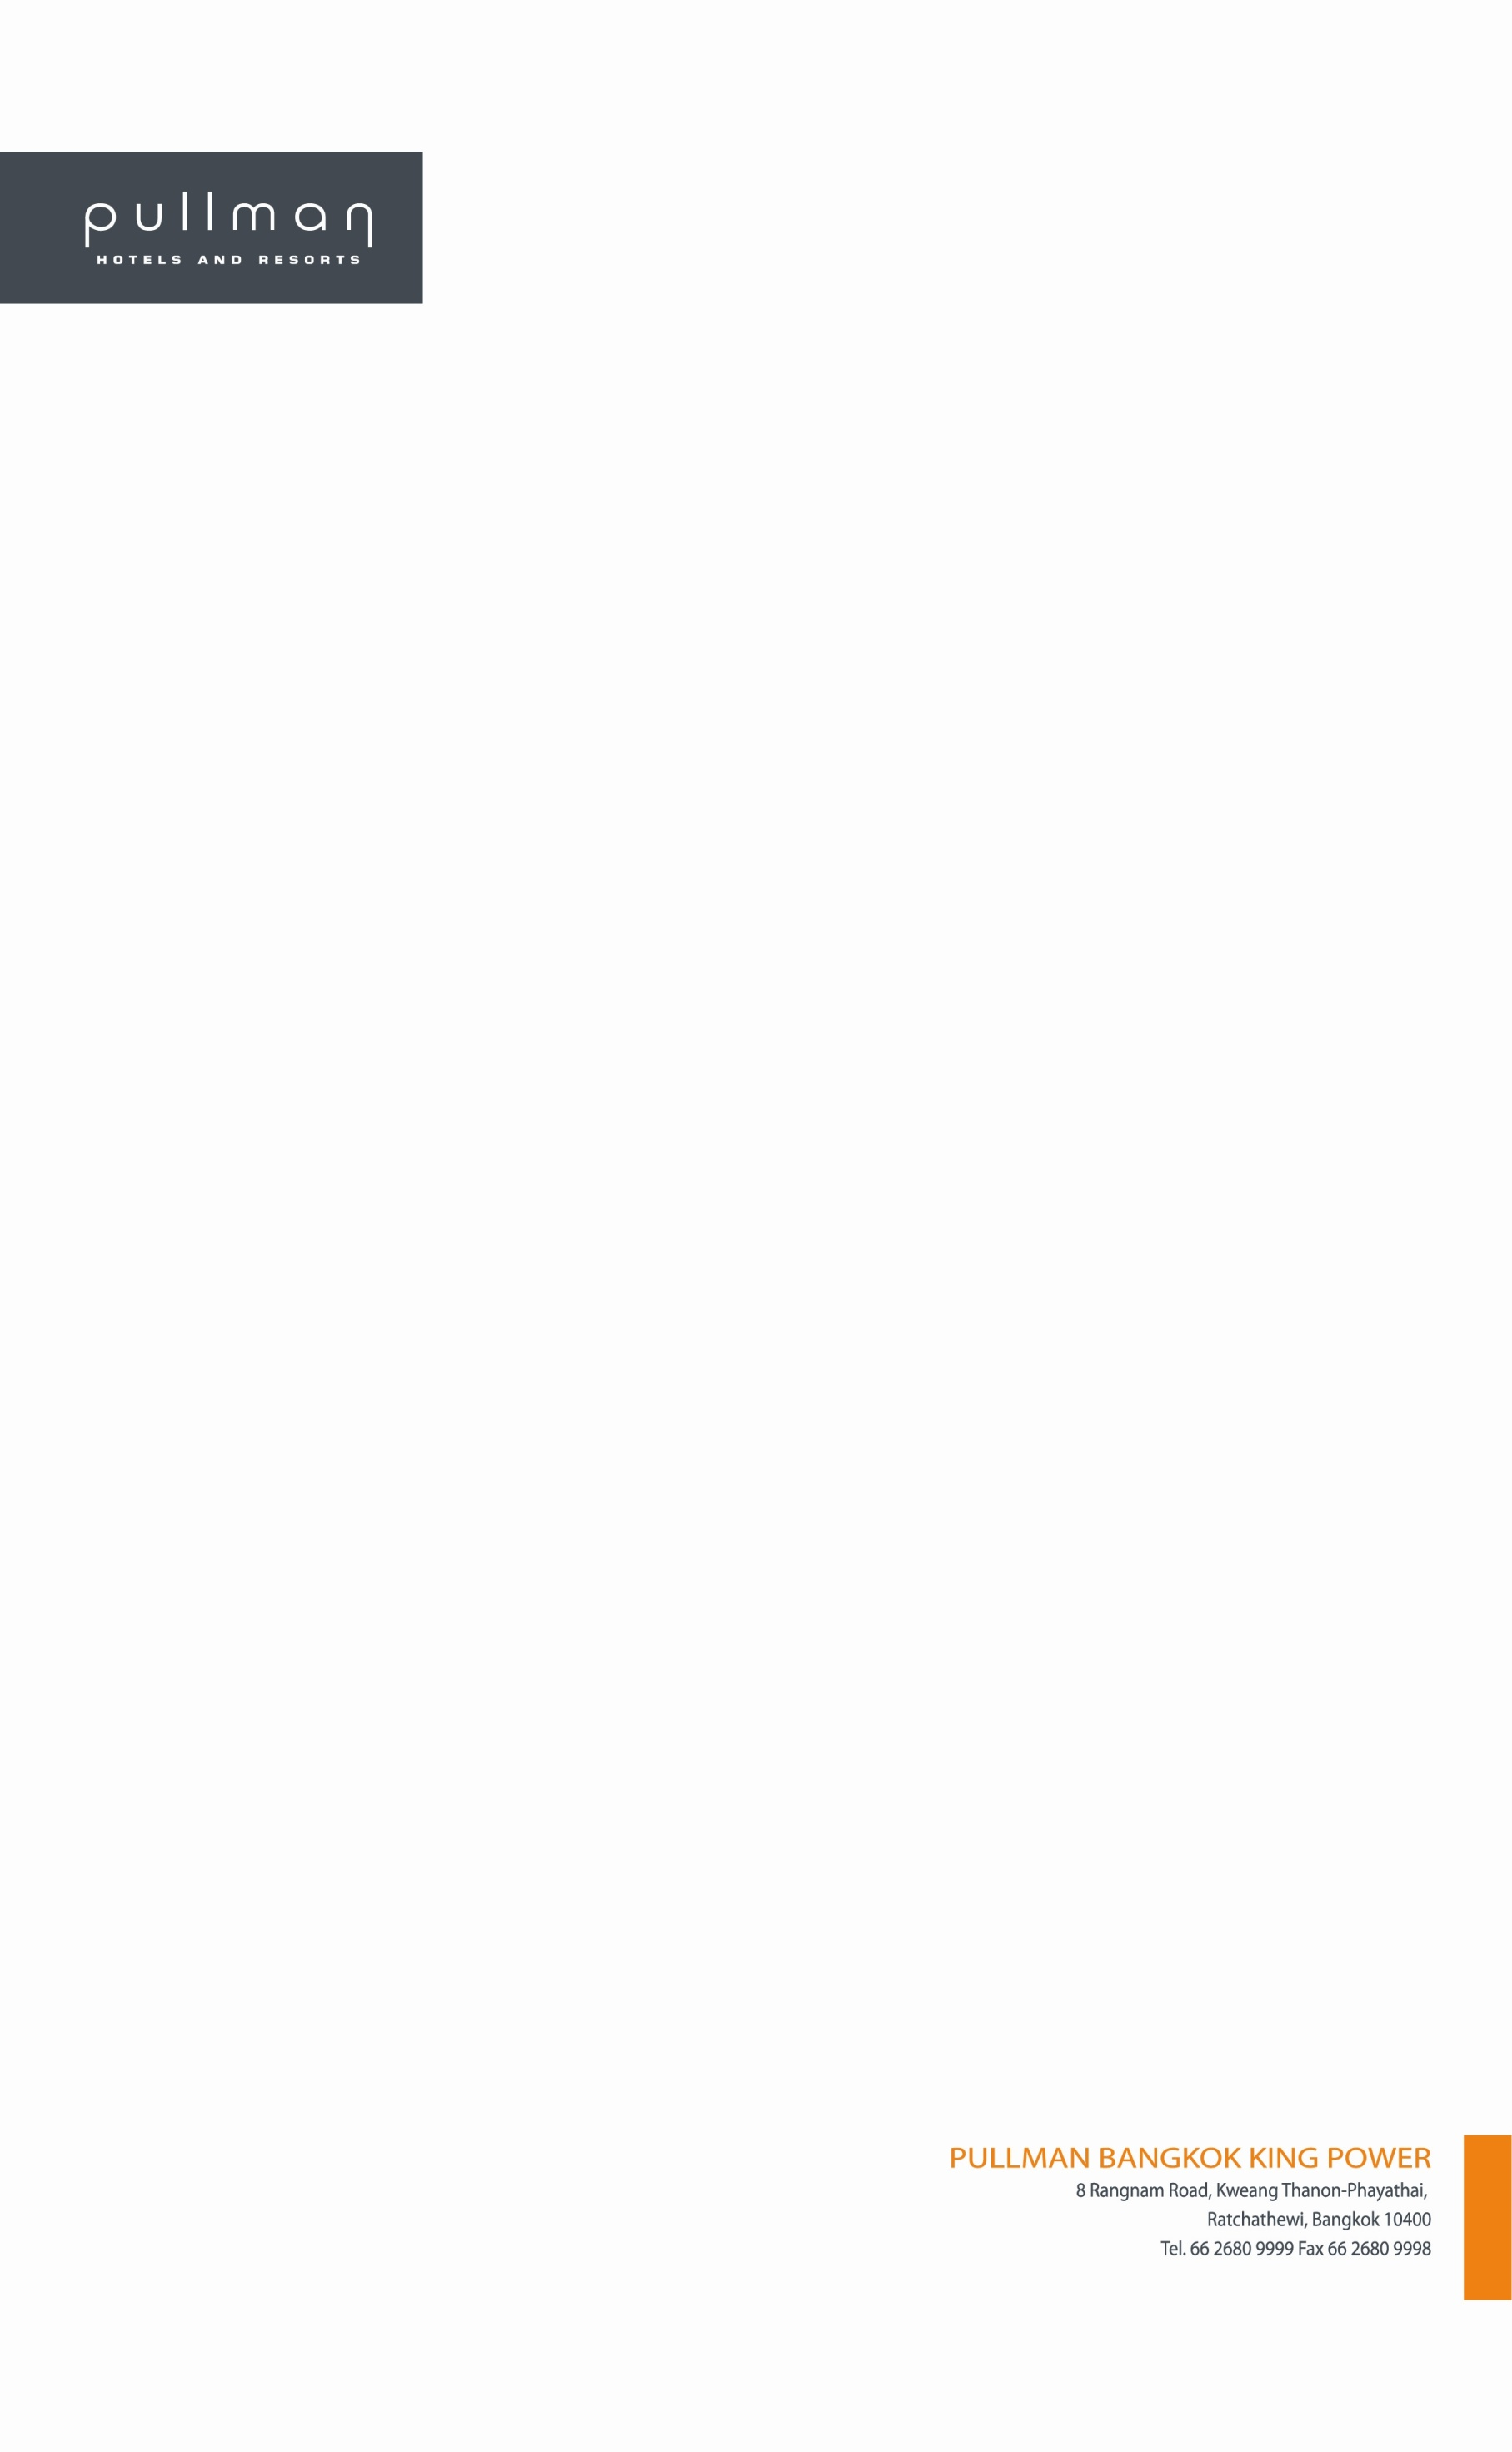 pullman
HOTELS AND RESORTS
PULLMAN BANGKOK KING POWER
8 Rangnam Road, Kweang Thanon-Phayathai,
Ratchathewi, Bangkok 10400
Tel. 66 2680 9999 Fax 66 2680 9998